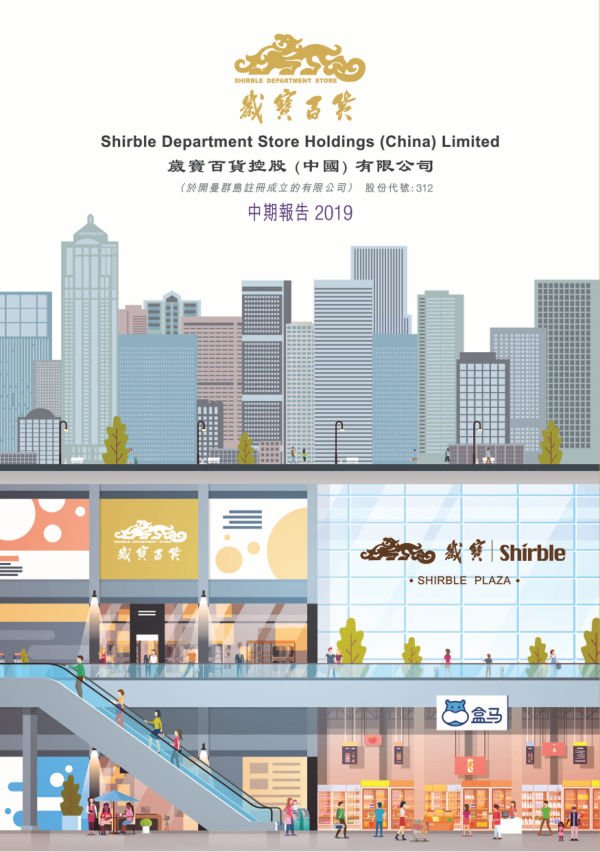 SHIRBLE DEPARTMENT STORE
歲寶百貨
Shirble Department Store Holdings (China) Limited
歲寶百貨控股（中國）有限公司
（於開曼群島註冊成立的有限公司） 股份代號：312
中期報告 2019
SHIRBLE DEPARTMENT STORE
歲寶百貨
歲寶 | Shirble
• SHIRBLE PLAZA •
盒马